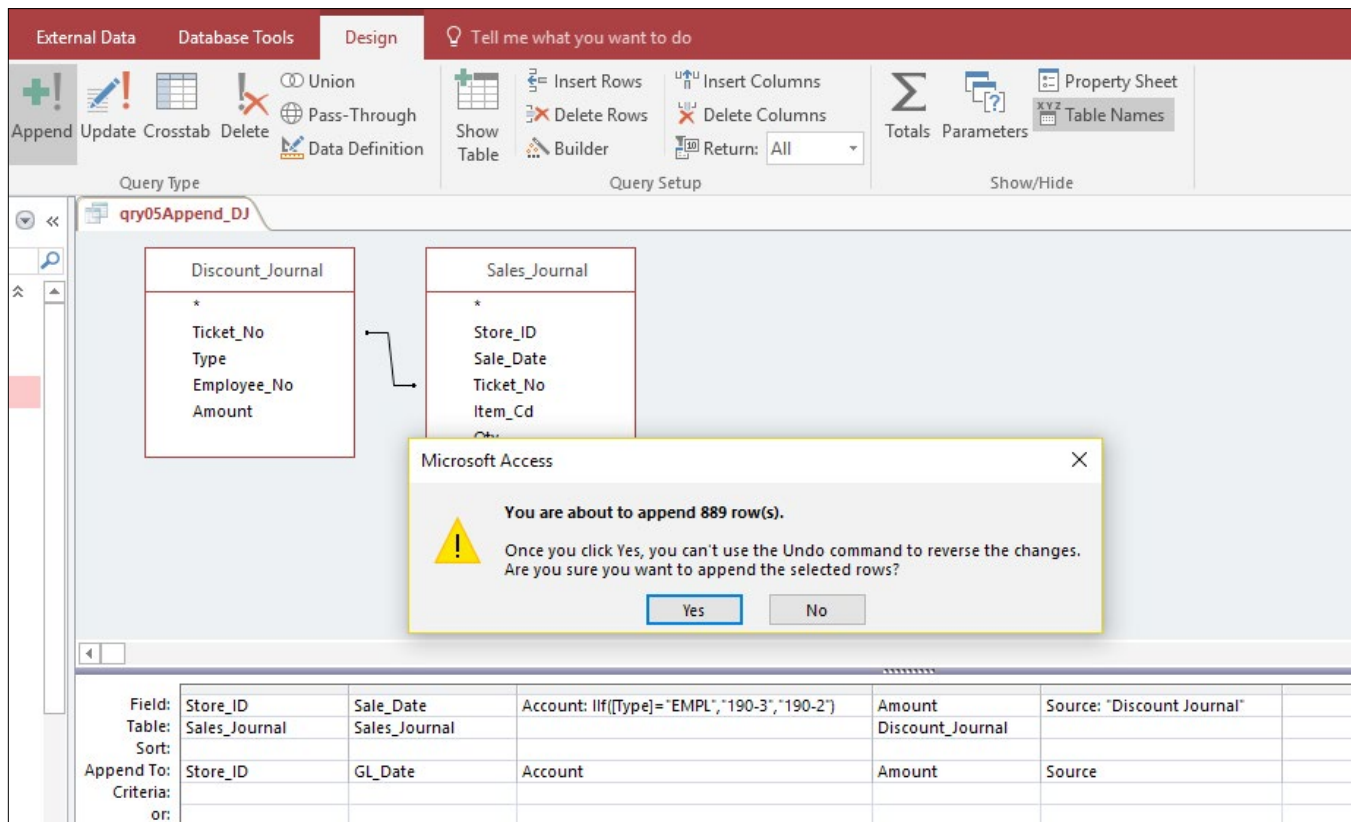 External Data Database Tools Design Tell me what you want to do
Append Update Crosstab Delete
Union
Pass-Through
Data Definition
Query Type
Show Table
Insert Rows
Delete Rows
Builder
Insert Columns
Delete Columns
Return: All
Query Setup
Totals Parameters
Property Sheet
XYZ Table Names
Show/Hide
qry05Append_DJ
Discount_Journal
*
Ticket_No
Type
Employee_No
Amount
Sales_Journal
*
Store_ID
Sale_Date
Ticket_No
Item_Cd
Microsoft Access
You are about to append 889 row(s).
Once you click Yes, you can't use the Undo command to reverse the changes.
Are you sure you want to append the selected rows?
Yes No
Field: Store_ID Sale_Date Account: IIf([Type]="EMPL","190-3","190-2") Amount Source: "Discount Journal"
Table: Sales_Journal Sales_Journal Discount_Journal
Sort:
Append To: Store_ID GL_Date Account Amount Source
Criteria:
or: